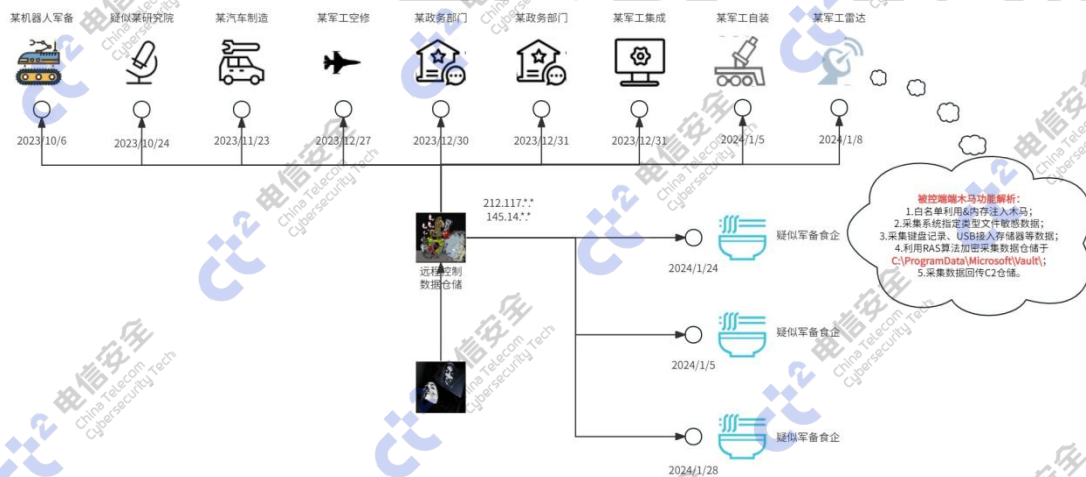 某机器人军备
疑似某研究院
某汽车制造
某军工空修
某政务部门
某政务部门
某军工集成
某军工自装
某军工雷达
2023/10/6
2023/10/24
2023/11/23
2023/12/27
2023/12/30
2023/12/31
2023/12/31
2024/1/5
2024/1/8
212.117.*.*
145.14.*.*
远程控制
数据仓储
2024/1/24
疑似军备食企
2024/1/5
疑似军备食企
2024/1/28
疑似军备食企
被控端端木马功能解析：
1.白名单利用&内存注入木马；
2.采集系统指定类型文件敏感数据；
3.采集键盘记录、USB接入存储器等数据；
4.利用RAS算法加密采集数据仓储于
C:\ProgramData\Microsoft\Vault\；
5.采集数据回传C2仓储。
电信安全
China Telecom
Cybersecurity Tech